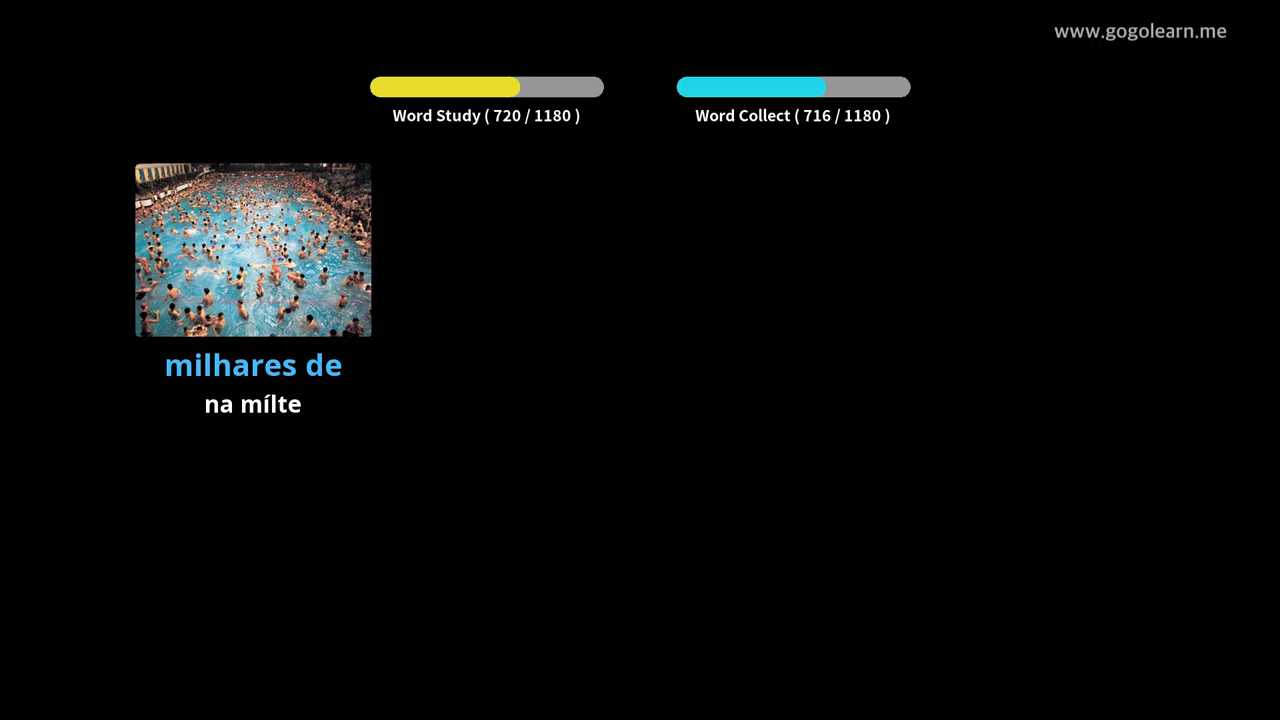 www.gogolearn.me
Word Study ( 720 / 1180 )
Word Collect ( 716 / 1180 )
milhares de
na mílte